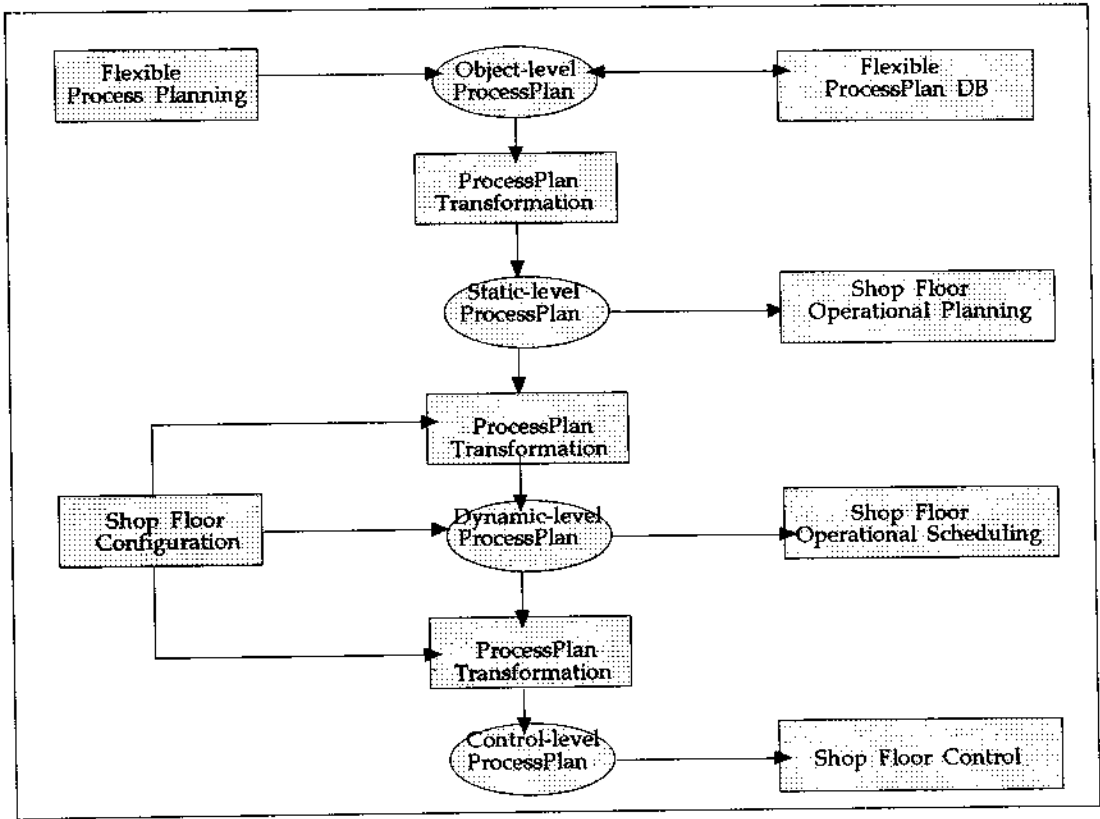 Flexible
Process Planning
Object-level
ProcessPlan
Flexible
ProcessPlan DB
ProcessPlan
Transformation
Static-level
ProcessPlan
Shop Floor
Operational Planning
ProcessPlan
Transformation
Shop Floor
Configuration
Dynamic-level
ProcessPlan
Shop Floor
Operational Scheduling
ProcessPlan
Transformation
Control-level
ProcessPlan
Shop Floor Control